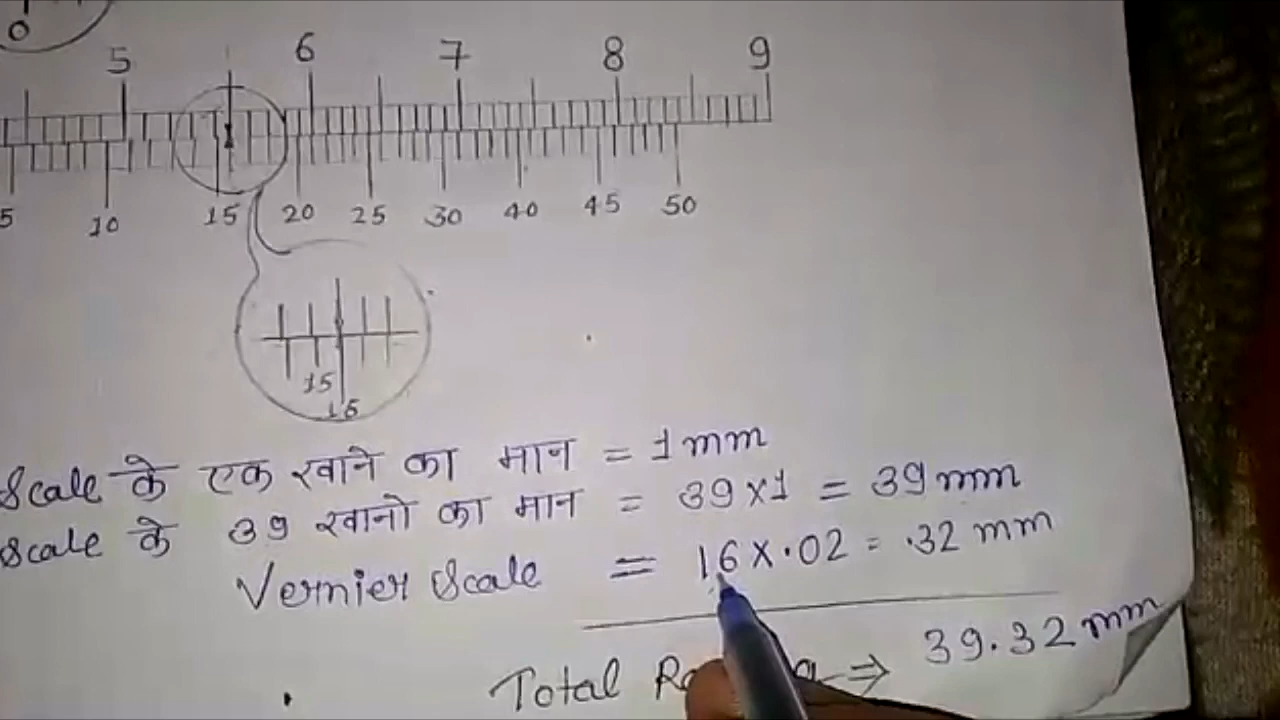 0
5 6 7 8 9
5 10 15 20 25 30 40 45 50
15
16
Scale के एक खाने का मान = 1 mm
Scale के 39 खानो का मान = 39 x 1 = 39 mm
Vernier Scale = 16 x .02 = .32 mm
Total ⇒ 39.32 mm